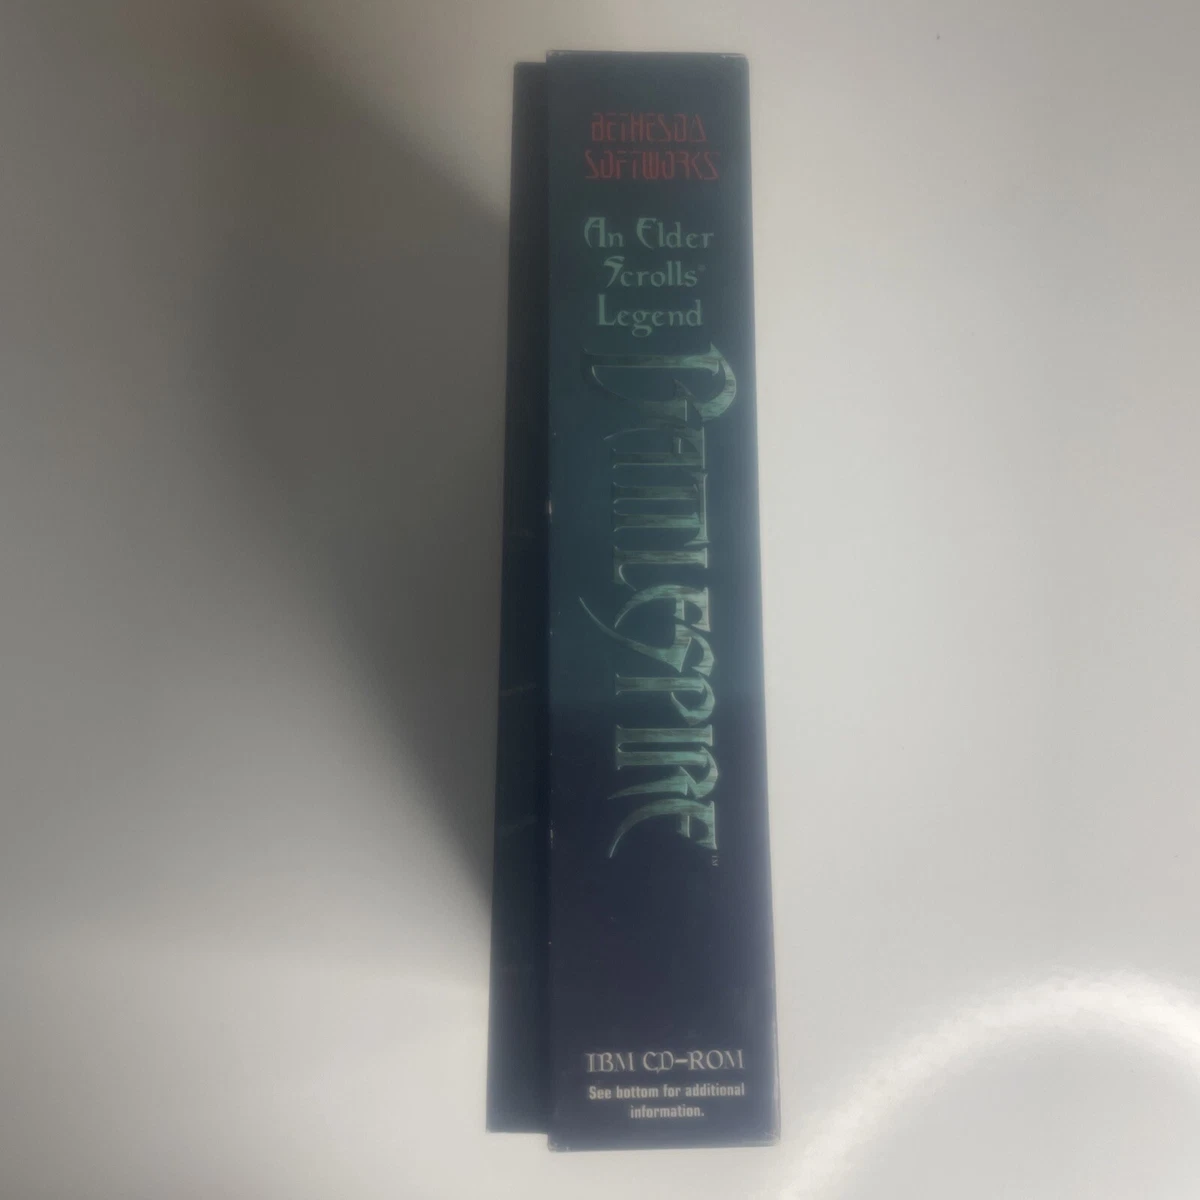 BETHESDA
SOFTWORKS
An Elder
Scrolls®
Legend
BATTLESPIRE™
IBM CD-ROM
See bottom for additional
information.